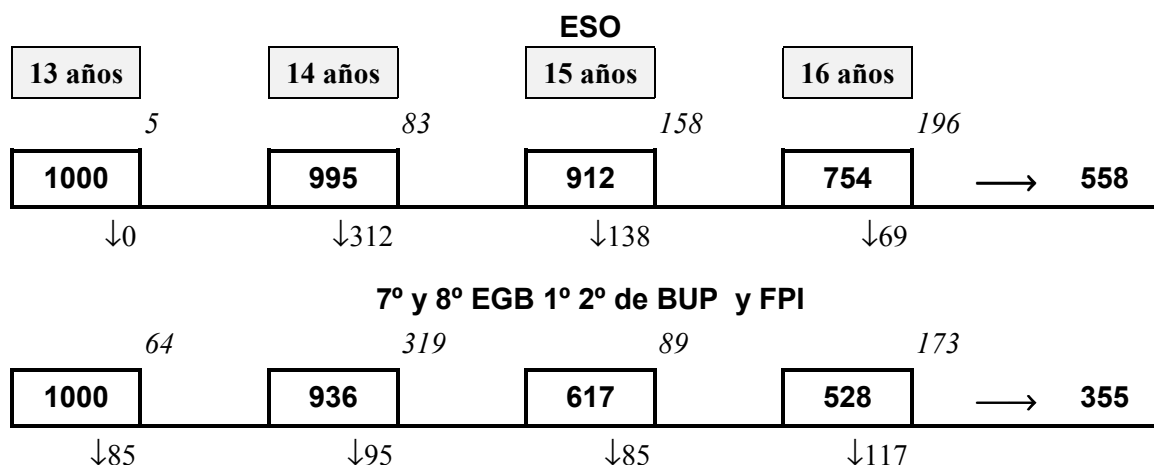 ESO
13 años 14 años 15 años 16 años
5 83 158 196
1000 995 912 754 → 558
↓0 ↓312 ↓138 ↓69
7º y 8º EGB 1º 2º de BUP y FPI
64 319 89 173
1000 936 617 528 → 355
↓85 ↓95 ↓85 ↓117